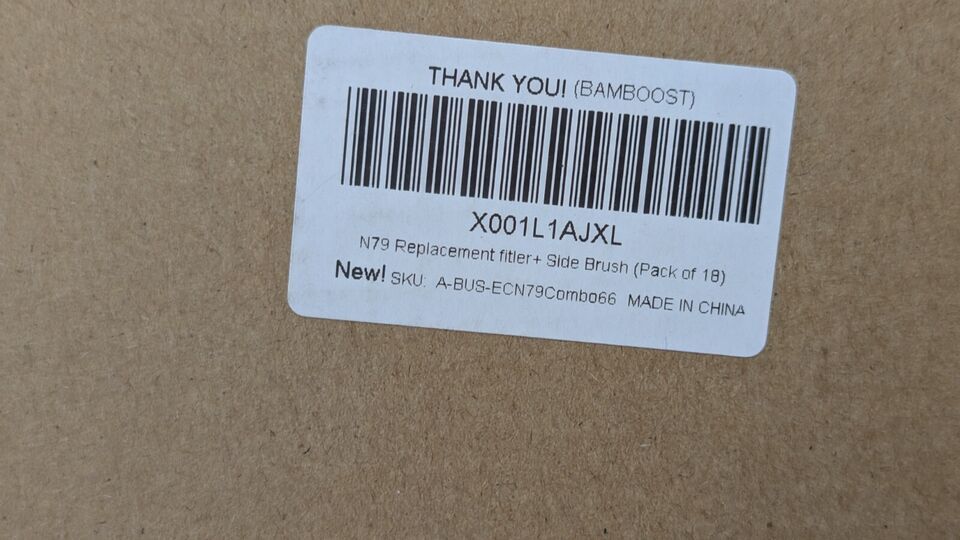 THANK YOU! (BAMBOOST)
X001L1AJXL
N79 Replacement fitler+ Side Brush (Pack of 18)
New! SKU: A-BUS-ECN79Combo66 MADE IN CHINA